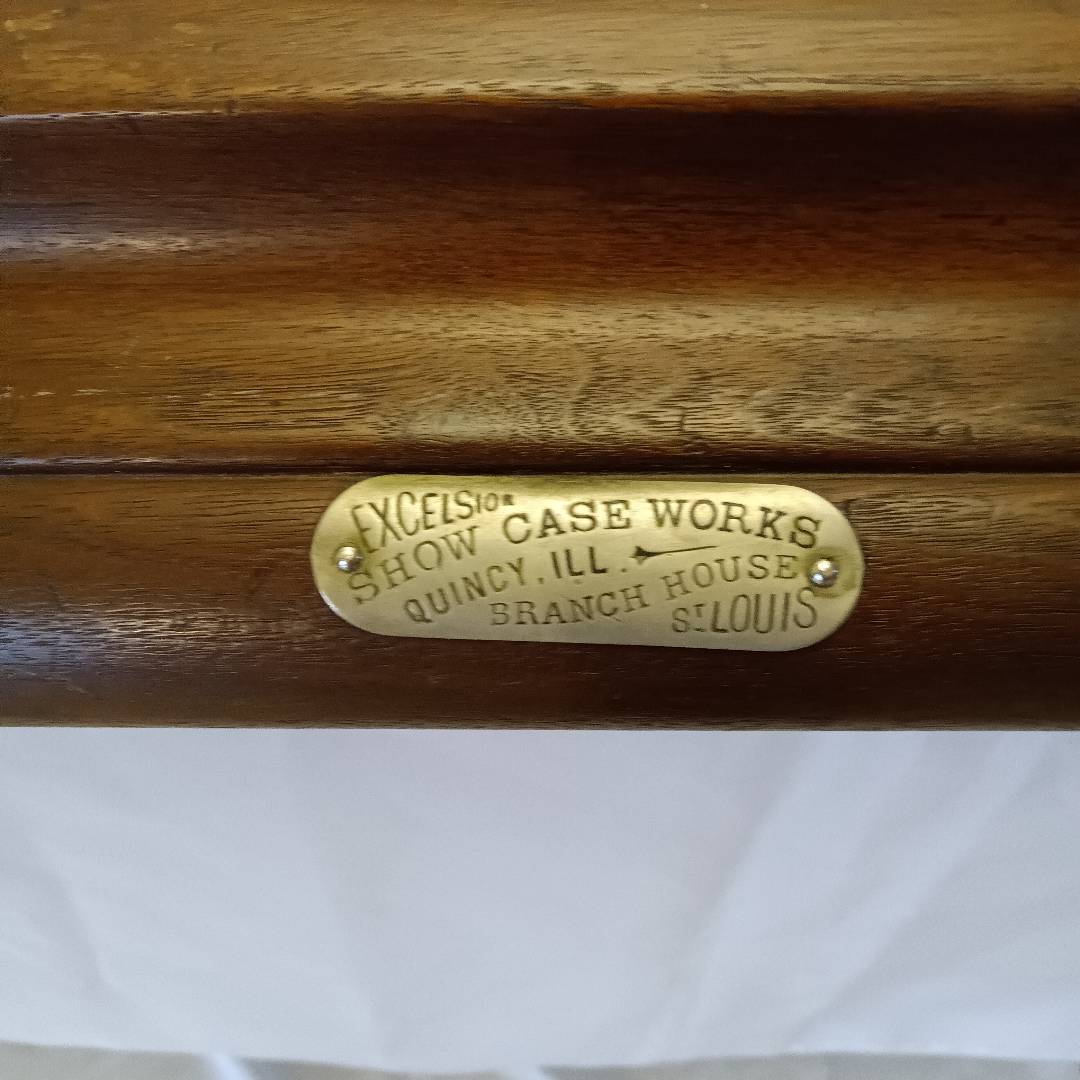 EXCELSIOR
SHOW CASE WORKS
QUINCY, ILL.
BRANCH HOUSE
ST LOUIS